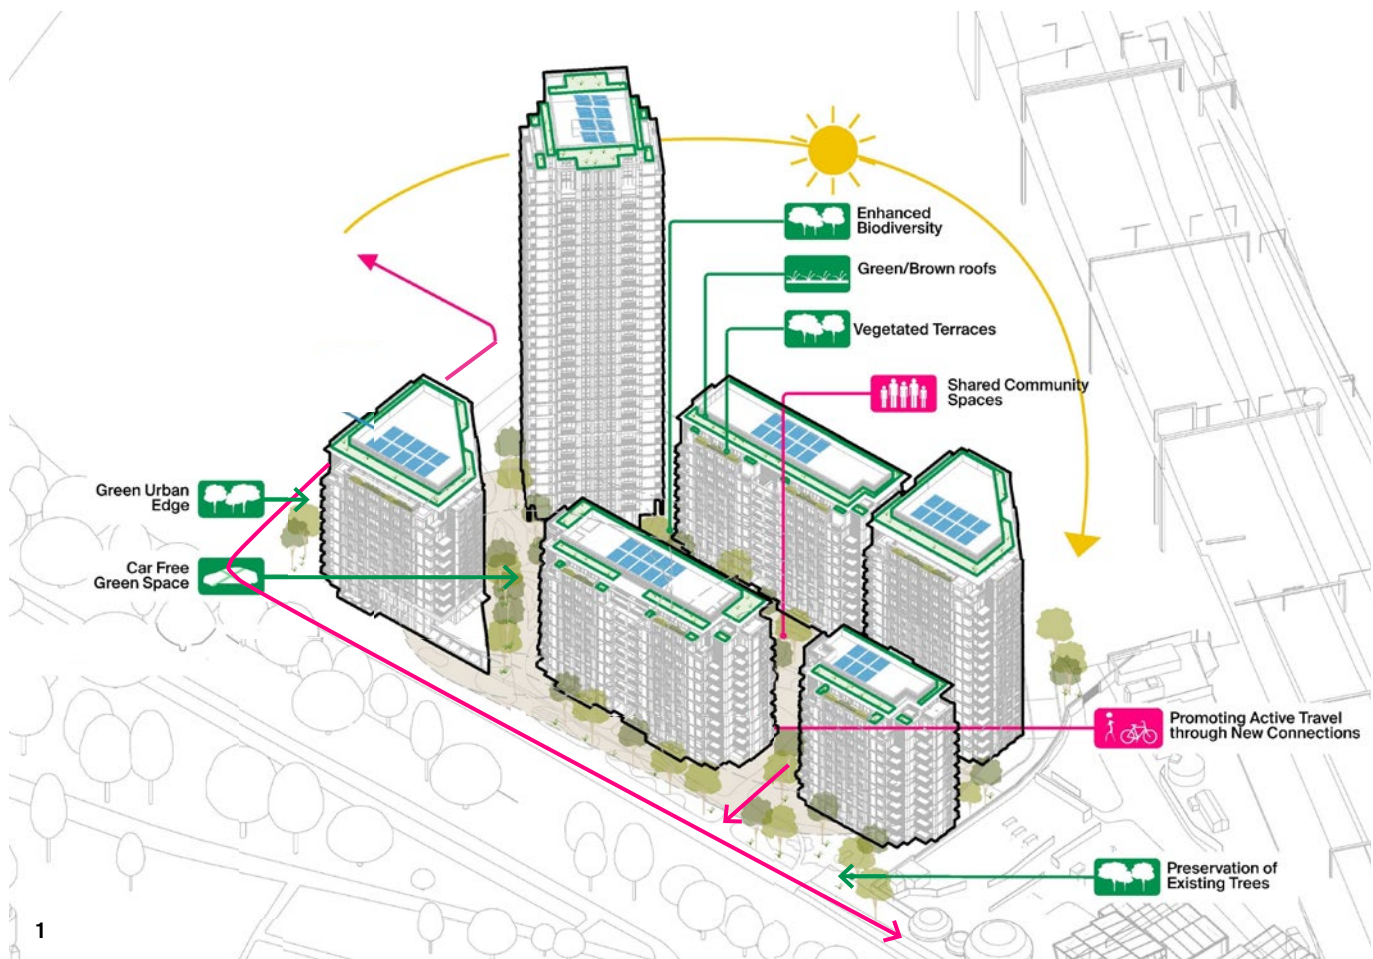 Enhanced
Biodiversity
Green/Brown roofs
Vegetated Terraces
Shared Community
Spaces
Green Urban
Edge
Car Free
Green Space
Promoting Active Travel
through New Connections
Preservation of
Existing Trees
1